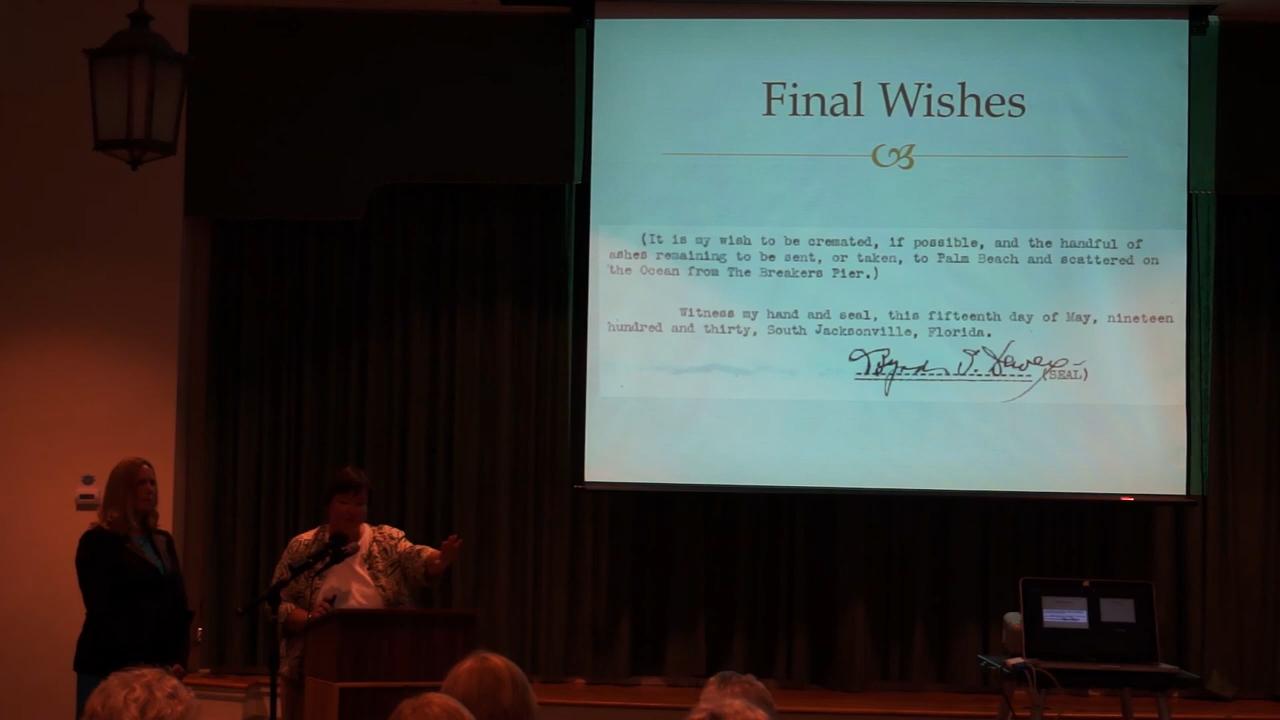 Final Wishes
(It is my wish to be cremated, if possible, and the handful of
ashes remaining to be sent, or taken, to Palm Beach and scattered on
the Ocean from The Breakers Pier.)
Witness my hand and seal, this fifteenth day of May, nineteen
hundred and thirty, South Jacksonville, Florida.
(SEAL)